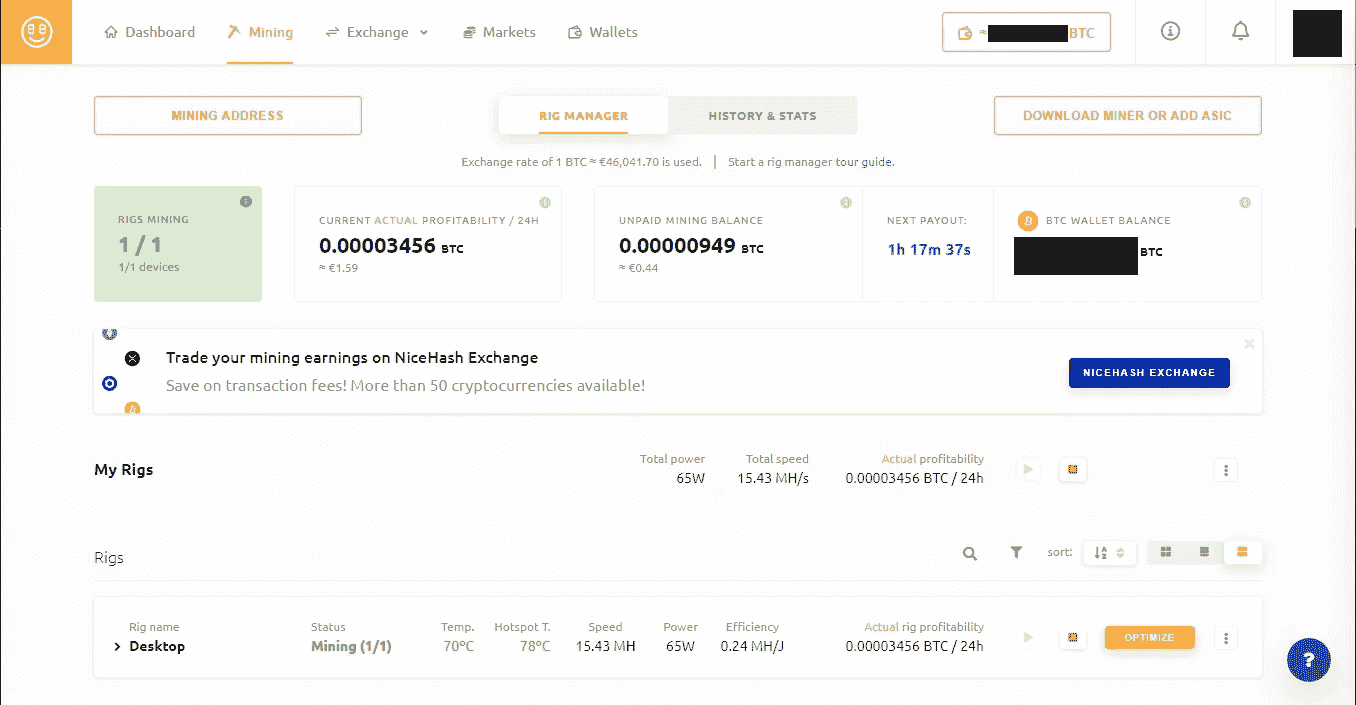 Dashboard Mining Exchange Markets Wallets ≈ BTC
MINING ADDRESS RIG MANAGER HISTORY & STATS DOWNLOAD MINER OR ADD ASIC
Exchange rate of 1 BTC ≈ €46,041.70 is used. | Start a rig manager tour guide.
RIGS MINING
1 / 1
1/1 devices
CURRENT ACTUAL PROFITABILITY / 24H
0.00003456 BTC
≈ €1.59
UNPAID MINING BALANCE
0.00000949 BTC
≈ €0.44
NEXT PAYOUT:
1h 17m 37s
BTC WALLET BALANCE
BTC
Trade your mining earnings on NiceHash Exchange
Save on transaction fees! More than 50 cryptocurrencies available!
NICEHASH EXCHANGE
My Rigs
Total power Total speed Actual profitability
65W 15.43 MH/s 0.00003456 BTC / 24h
Rigs
sort:
Rig name Status Temp. Hotspot T. Speed Power Efficiency Actual rig profitability
Desktop Mining (1/1) 70ºC 78ºC 15.43 MH 65W 0.24 MH/J 0.00003456 BTC / 24h OPTIMIZE
?